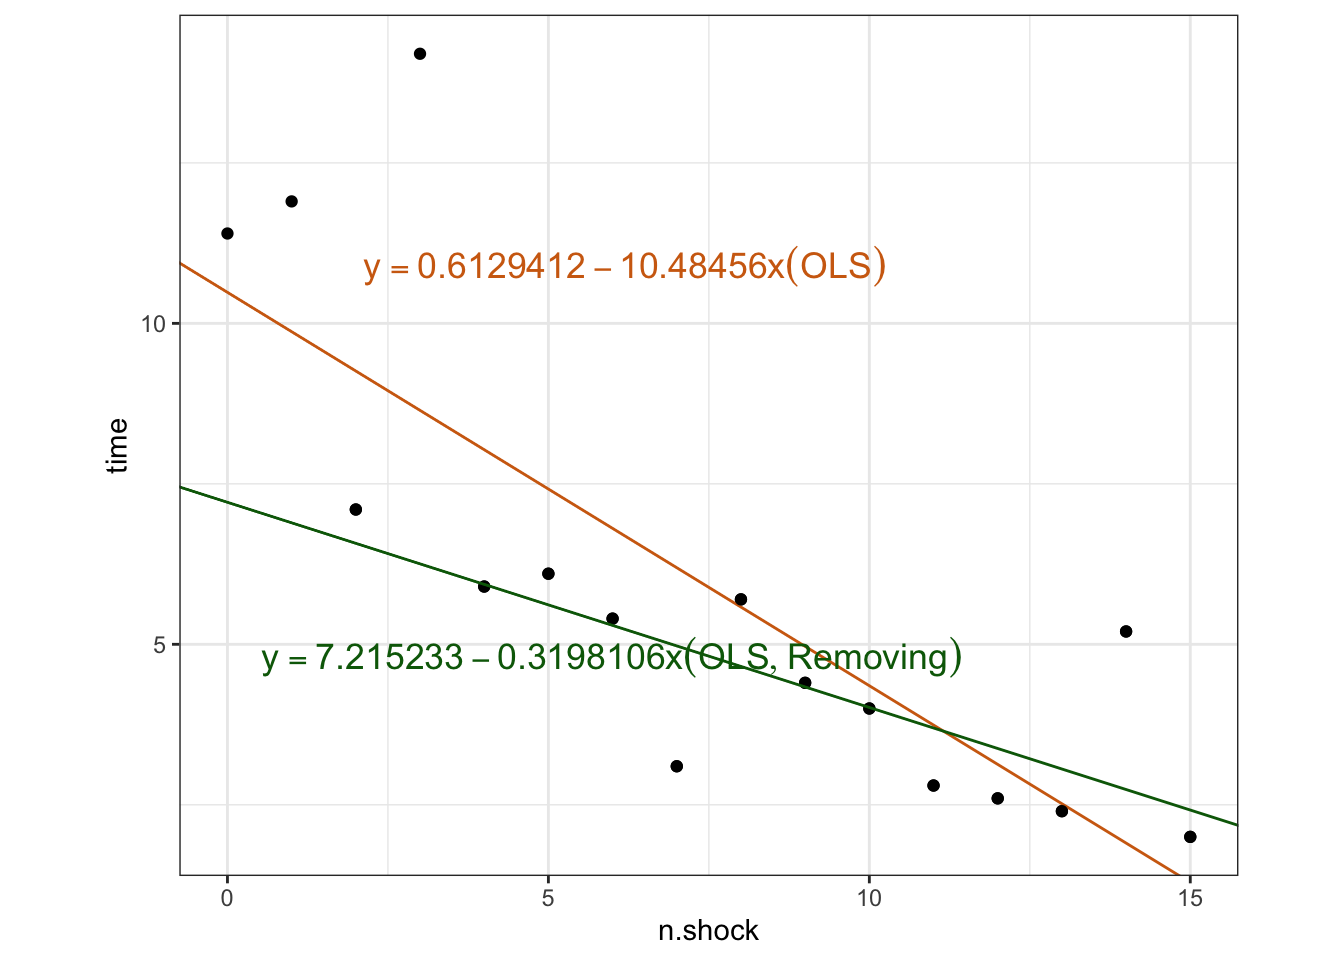 y = 0.6129412 − 10.48456x(OLS)
10
time
y = 7.215233 − 0.3198106x(OLS, Removing)
5
0 5 10 15
n.shock